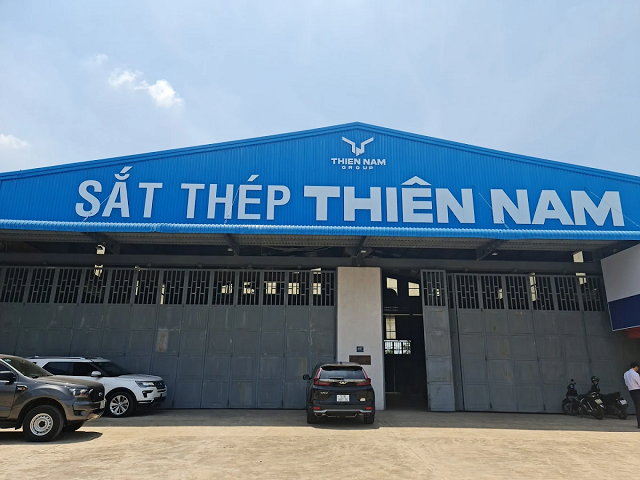 THIEN NAM
GROUP
SẮT THÉP THIÊN NAM